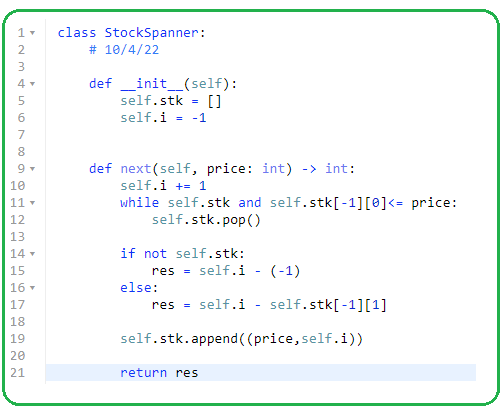 1 class StockSpanner:
2     # 10/4/22
3
4     def __init__(self):
5         self.stk = []
6         self.i = -1
7
8
9     def next(self, price: int) -> int:
10         self.i += 1
11         while self.stk and self.stk[-1][0]<= price:
12             self.stk.pop()
13
14         if not self.stk:
15             res = self.i - (-1)
16         else:
17             res = self.i - self.stk[-1][1]
18
19         self.stk.append((price,self.i))
20
21         return res